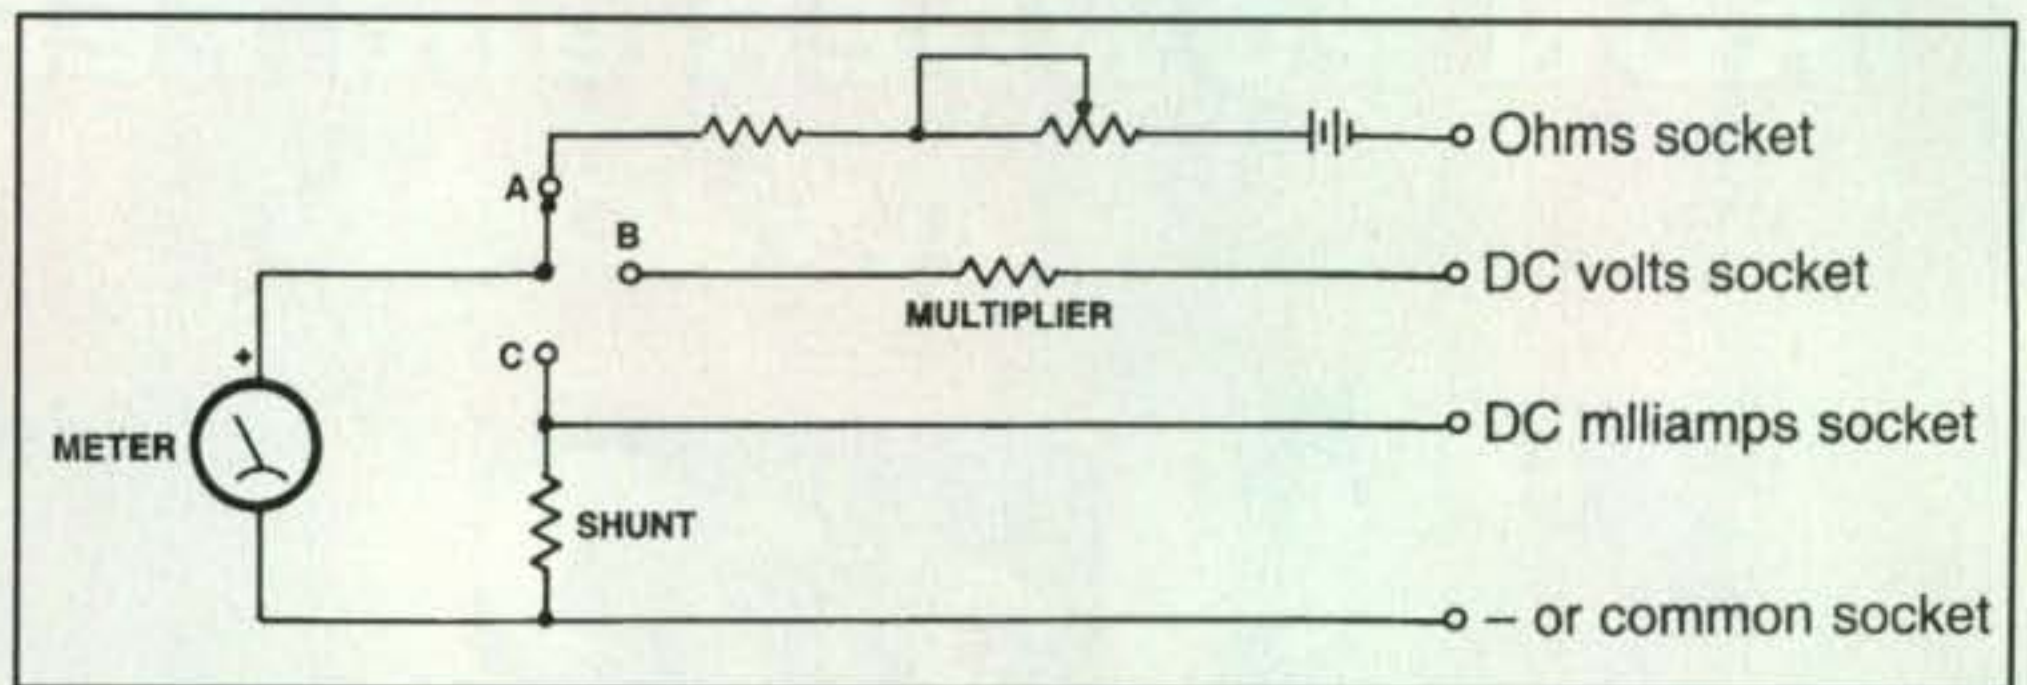 Ohms socket
A
B
DC volts socket
MULTIPLIER
+
C
METER
DC mlliamps socket
SHUNT
– or common socket